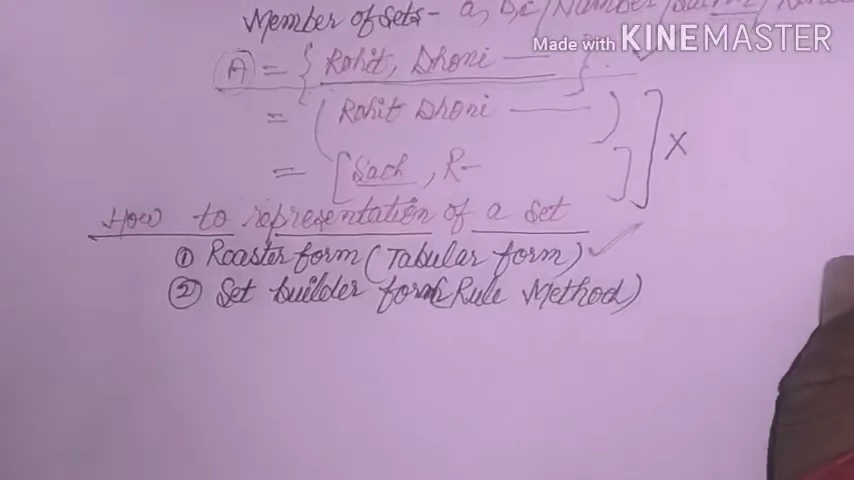 Member of Sets - a, b, c / Number /
Made with KINEMASTER
A = { Rohit, Dhoni — }
= ( Rohit Dhoni — )
= [ Sach , R- ] ] X
How to representation of a set
① Roaster form (Tabular form) ✓
② Set builder form (Rule Method)